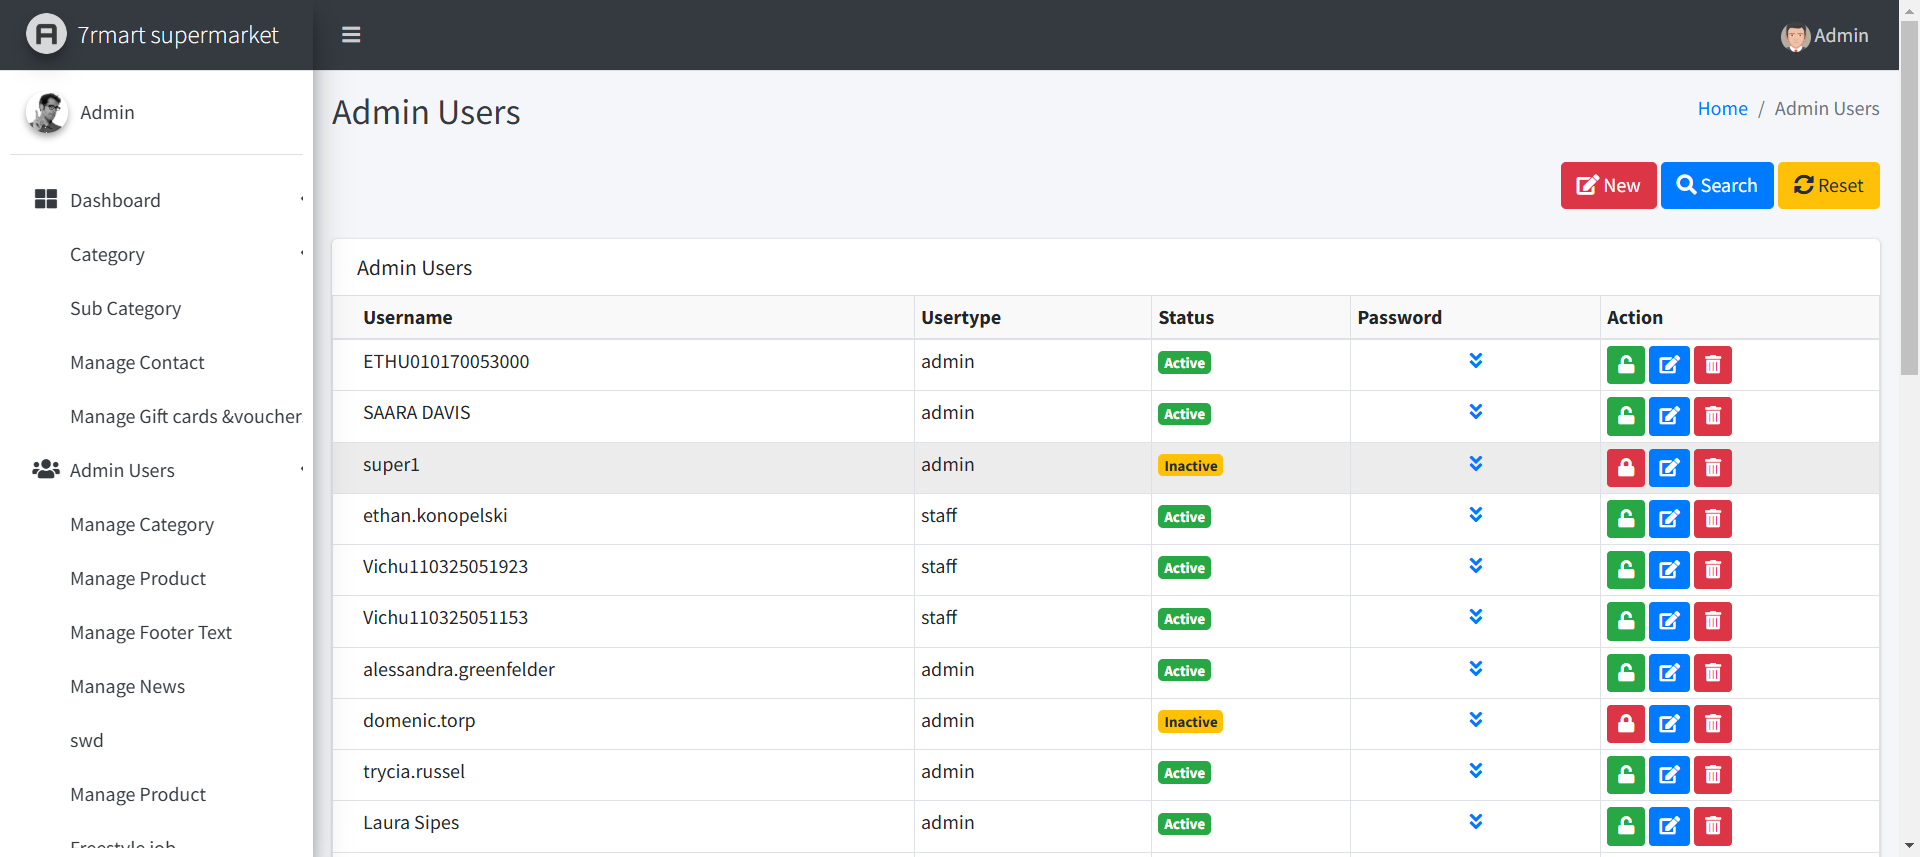 7rmart supermarket
Admin
Admin
Admin Users
Home / Admin Users
New
Search
Reset
Dashboard
Category
Sub Category
Manage Contact
Manage Gift cards &voucher
Admin Users
Manage Category
Manage Product
Manage Footer Text
Manage News
swd
Manage Product
Freestyle job
Admin Users
Username Usertype Status Password Action
ETHU010170053000 admin Active
SAARA DAVIS admin Active
super1 admin Inactive
ethan.konopelski staff Active
Vichu110325051923 staff Active
Vichu110325051153 staff Active
alessandra.greenfelder admin Active
domenic.torp admin Inactive
trycia.russel admin Active
Laura Sipes admin Active